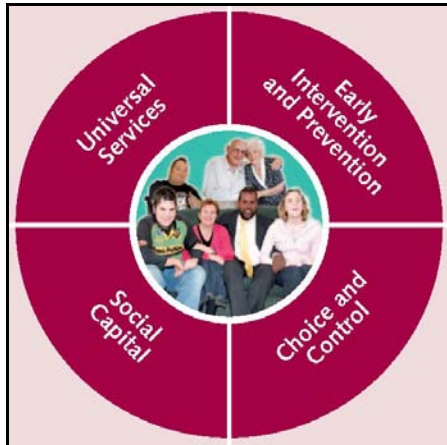 Universal
Services
Early
Intervention
and Prevention
Social
Capital
Choice and
Control